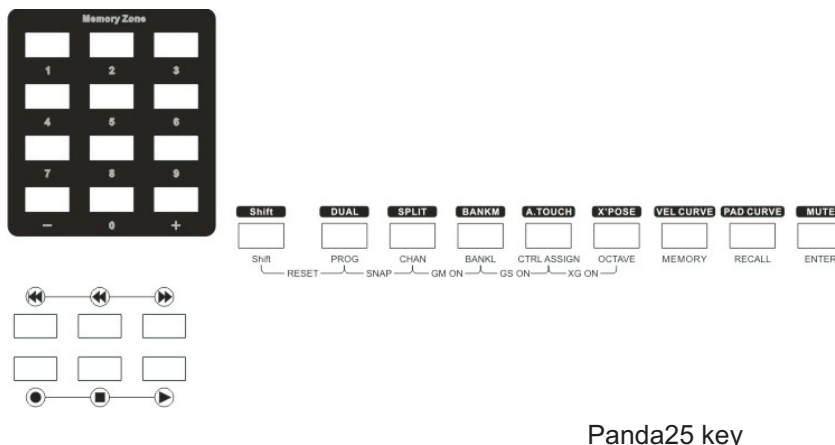 Memory Zone
1 2 3
4 5 6
7 8 9
— 0 +
Shift DUAL SPLIT BANKM A.TOUCH X'POSE VEL CURVE PAD CURVE MUTE
Shift PROG CHAN BANKL CTRL ASSIGN OCTAVE MEMORY RECALL ENTER
RESET SNAP GM ON GS ON XG ON
Panda25 key